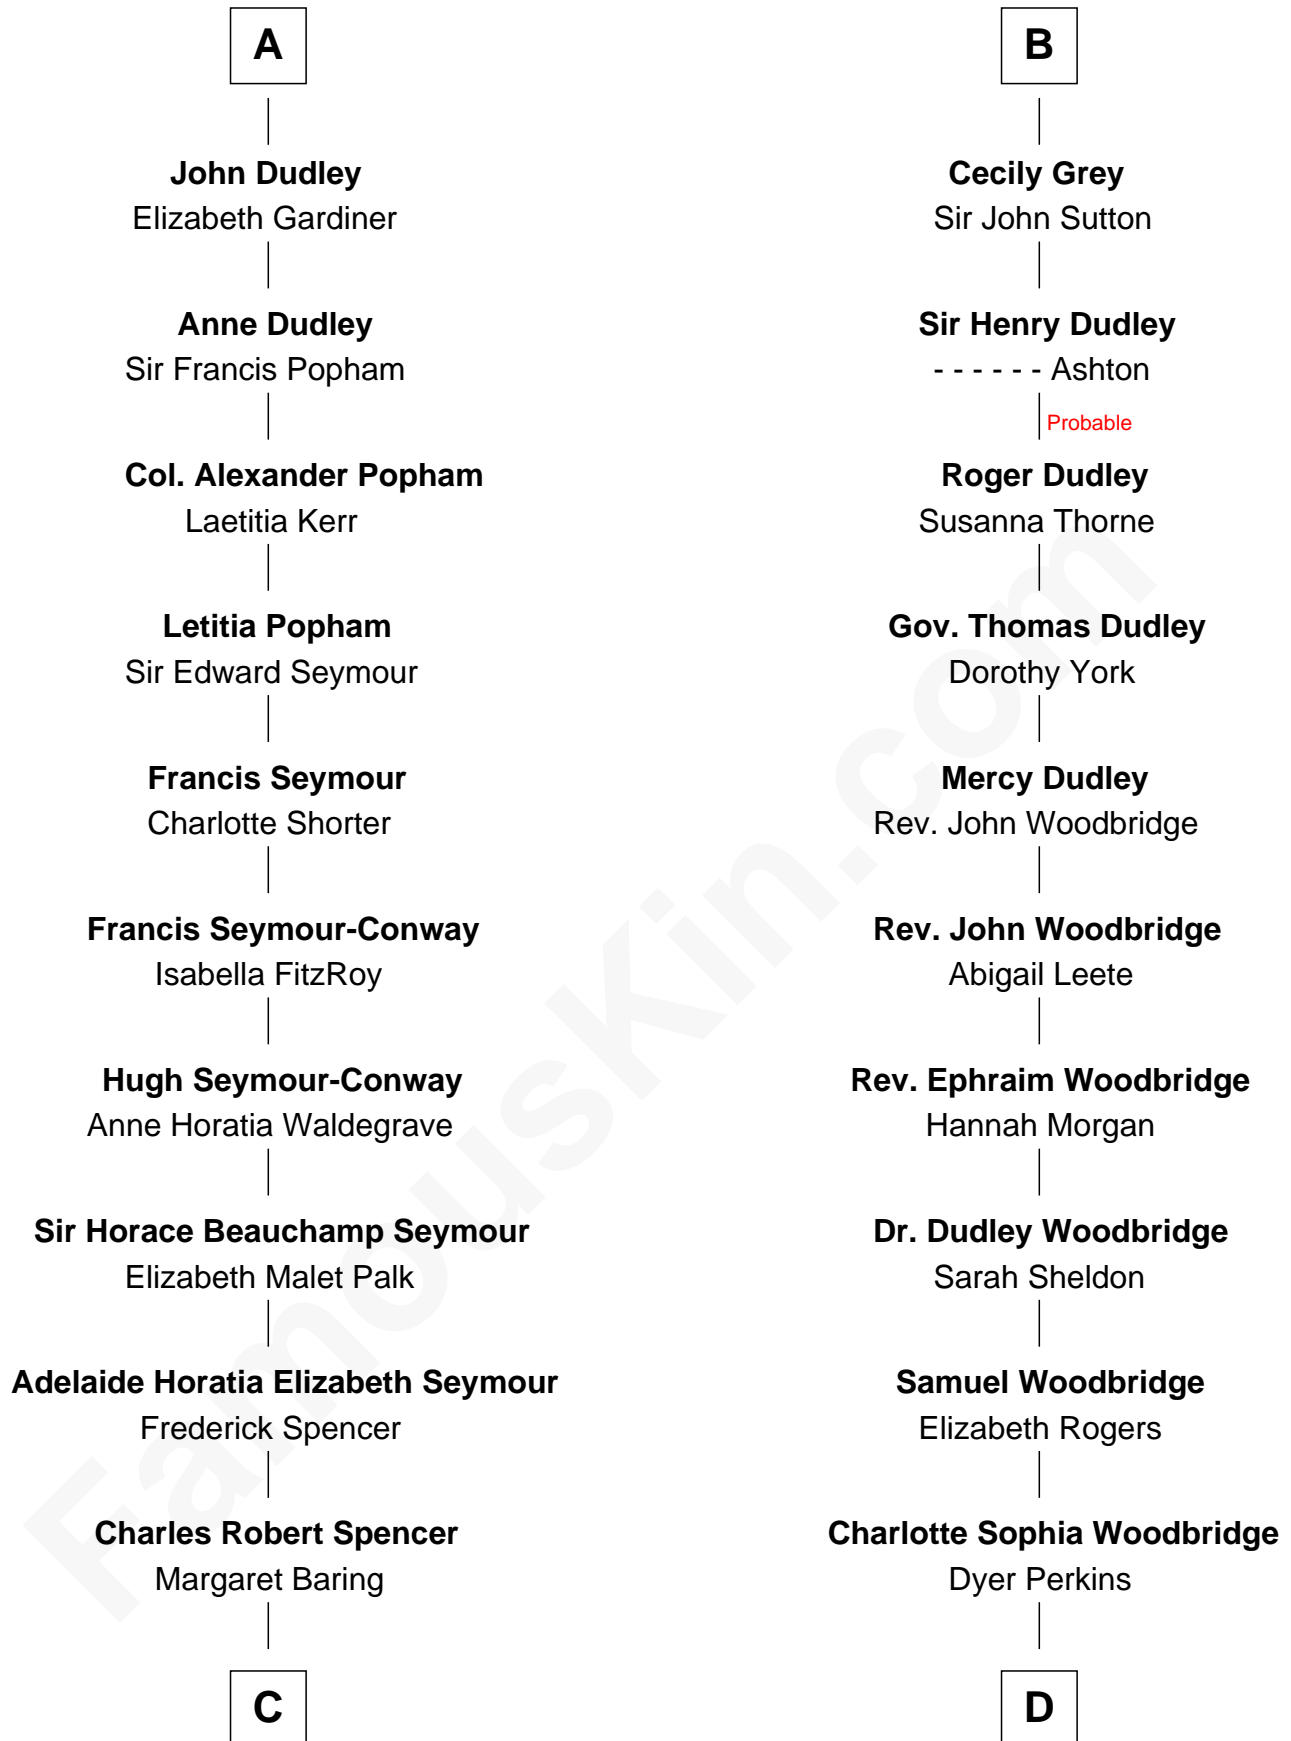 A
John Dudley
Elizabeth Gardiner
Anne Dudley
Sir Francis Popham
Col. Alexander Popham
Laetitia Kerr
Letitia Popham
Sir Edward Seymour
Francis Seymour
Charlotte Shorter
Francis Seymour-Conway
Isabella FitzRoy
Hugh Seymour-Conway
Anne Horatia Waldegrave
Sir Horace Beauchamp Seymour
Elizabeth Malet Palk
Adelaide Horatia Elizabeth Seymour
Frederick Spencer
Charles Robert Spencer
Margaret Baring
C
B
Cecily Grey
Sir John Sutton
Sir Henry Dudley
- - - - - - Ashton
Probable
Roger Dudley
Susanna Thorne
Gov. Thomas Dudley
Dorothy York
Mercy Dudley
Rev. John Woodbridge
Rev. John Woodbridge
Abigail Leete
Rev. Ephraim Woodbridge
Hannah Morgan
Dr. Dudley Woodbridge
Sarah Sheldon
Samuel Woodbridge
Elizabeth Rogers
Charlotte Sophia Woodbridge
Dyer Perkins
D
FamousKin.com